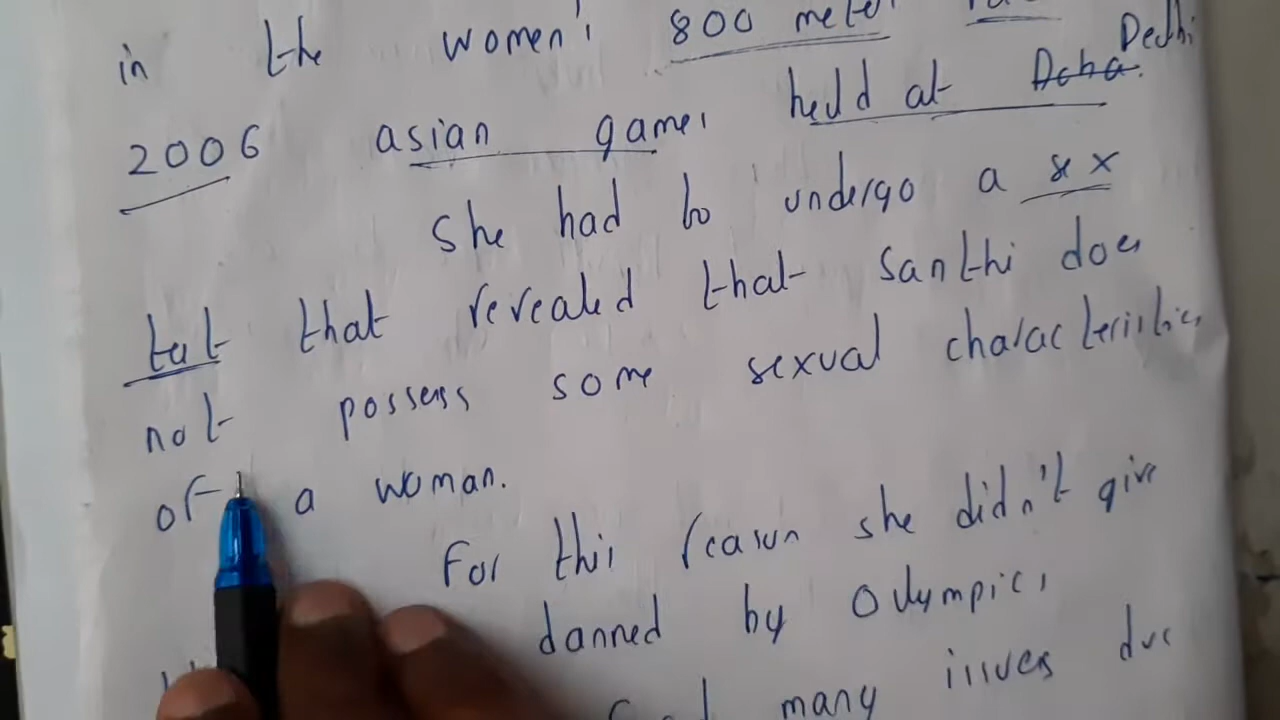 in the women's 800 meter
Delhi
2006 asian games held at Doha.
She had to undergo a sex
test that revealed that santhi does
not possess some sexual characteristics
of a woman.
For this reason she didn't give
danned by Olympics
many issues due